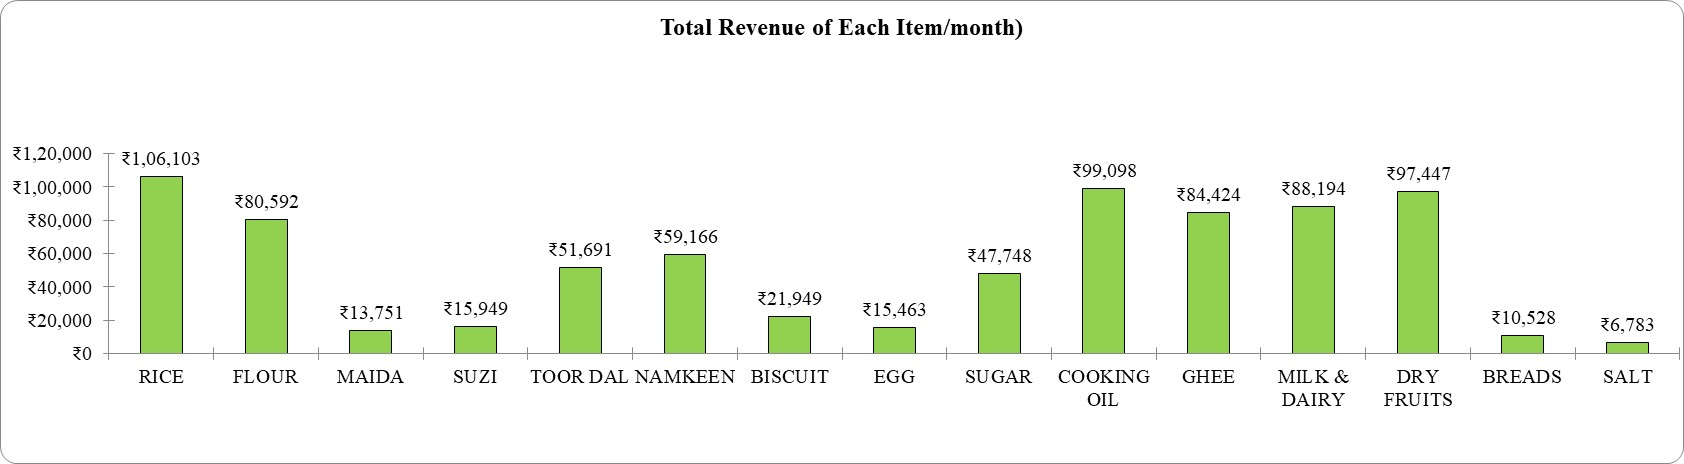 Total Revenue of Each Item/month)
₹1,20,000
₹1,00,000
₹80,000
₹60,000
₹40,000
₹20,000
₹0
₹1,06,103
₹80,592
₹13,751
₹15,949
₹51,691
₹59,166
₹21,949
₹15,463
₹47,748
₹99,098
₹84,424
₹88,194
₹97,447
₹10,528
₹6,783
RICE
FLOUR
MAIDA
SUZI
TOOR DAL
NAMKEEN
BISCUIT
EGG
SUGAR
COOKING
OIL
GHEE
MILK &
DAIRY
DRY
FRUITS
BREADS
SALT